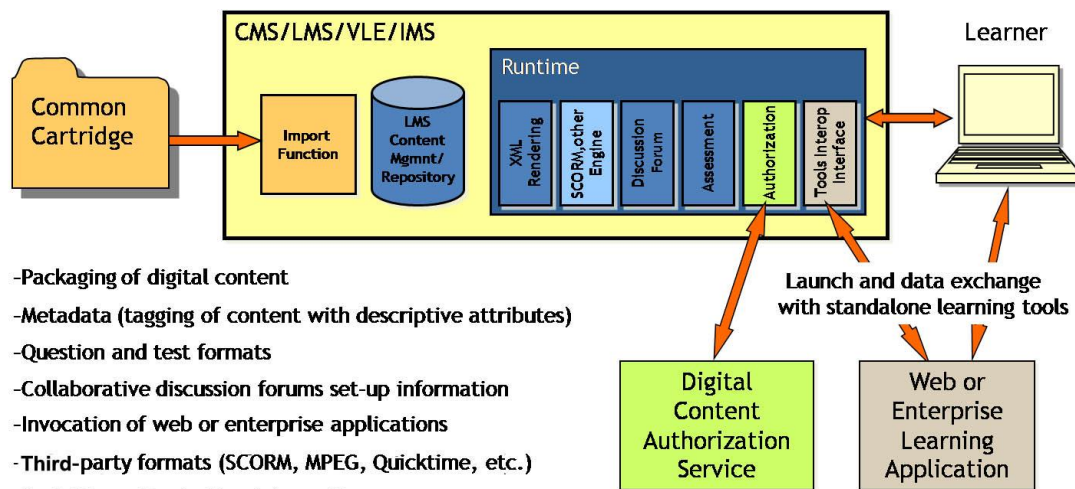 CMS/LMS/VLE/IMS
Learner
Common
Cartridge
Import
Function
LMS
Content
Mgmnt/
Repository
Runtime
XML
Rendering
SCORM,other
Engine
Discussion
Forum
Assessment
Authorization
Tools Interop
Interface
-Packaging of digital content
-Metadata (tagging of content with descriptive attributes)
-Question and test formats
-Collaborative discussion forums set-up information
-Invocation of web or enterprise applications
-Third-party formats (SCORM, MPEG, Quicktime, etc.)
Launch and data exchange
with standalone learning tools
Digital
Content
Authorization
Service
Web or
Enterprise
Learning
Application